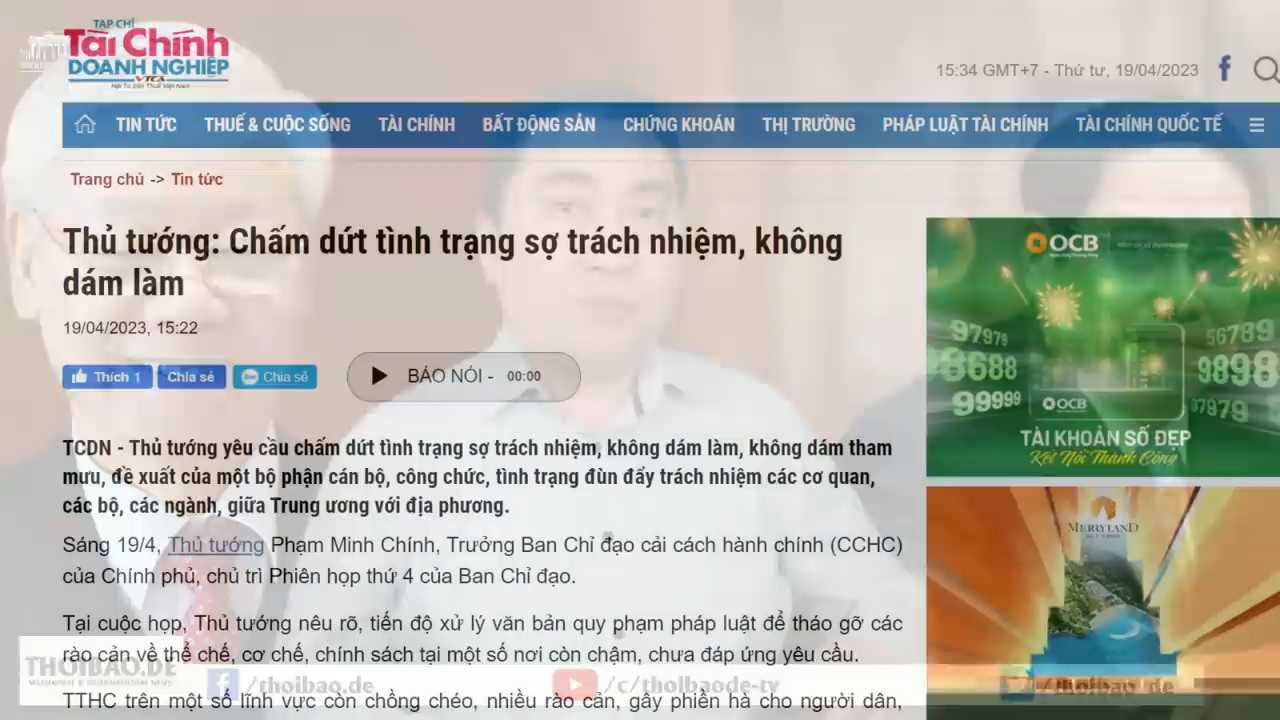 TẠP CHÍ
Tài Chính
DOANH NGHIỆP
VTCA
Hội Tư Vấn Thuế Việt Nam
15:34 GMT+7 - Thứ tư, 19/04/2023
TIN TỨC THUẾ & CUỘC SỐNG TÀI CHÍNH BẤT ĐỘNG SẢN CHỨNG KHOÁN THỊ TRƯỜNG PHÁP LUẬT TÀI CHÍNH TÀI CHÍNH QUỐC TẾ
Trang chủ -> Tin tức
Thủ tướng: Chấm dứt tình trạng sợ trách nhiệm, không
dám làm
19/04/2023, 15:22
Thích 1 Chia sẻ Chia sẻ BÁO NÓI - 00:00
TCDN - Thủ tướng yêu cầu chấm dứt tình trạng sợ trách nhiệm, không dám làm, không dám tham
mưu, đề xuất của một bộ phận cán bộ, công chức, tình trạng đùn đẩy trách nhiệm các cơ quan,
các bộ, các ngành, giữa Trung ương với địa phương.
Sáng 19/4, Thủ tướng Phạm Minh Chính, Trưởng Ban Chỉ đạo cải cách hành chính (CCHC)
của Chính phủ, chủ trì Phiên họp thứ 4 của Ban Chỉ đạo.
Tại cuộc họp, Thủ tướng nêu rõ, tiến độ xử lý văn bản quy phạm pháp luật để tháo gỡ các
rào cản về thể chế, cơ chế, chính sách tại một số nơi còn chậm, chưa đáp ứng yêu cầu.
TTHC trên một số lĩnh vực còn chồng chéo, nhiều rào cản, gây phiền hà cho người dân,
OCB
97979
56789
8688
9898
99999
97979
OCB
TÀI KHOẢN SỐ ĐẸP
Kết Nối Thành Công
MERRYLAND
THOIBAO.DE
/thoibao.de
/c/thoibaode-tv
/thoibao_de